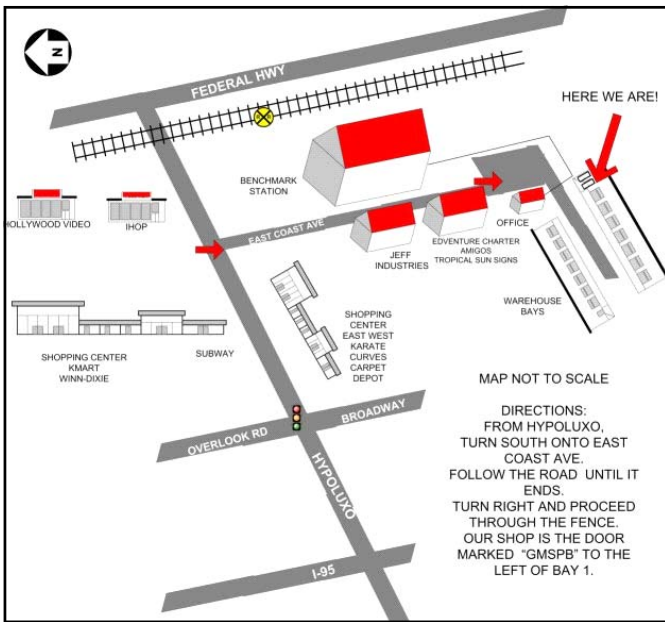 N
FEDERAL HWY
HERE WE ARE!
BENCHMARK
STATION
HOLLYWOOD VIDEO
IHOP
EAST COAST AVE
OFFICE
JEFF
INDUSTRIES
EDVENTURE CHARTER
AMIGOS
TROPICAL SUN SIGNS
WAREHOUSE
BAYS
SHOPPING CENTER
KMART
WINN-DIXIE
SUBWAY
SHOPPING
CENTER
EAST WEST
KARATE
CURVES
CARPET
DEPOT
OVERLOOK RD
BROADWAY
HYPOLUXO
I-95
MAP NOT TO SCALE
DIRECTIONS:
FROM HYPOLUXO,
TURN SOUTH ONTO EAST
COAST AVE.
FOLLOW THE ROAD UNTIL IT
ENDS.
TURN RIGHT AND PROCEED
THROUGH THE FENCE.
OUR SHOP IS THE DOOR
MARKED "GMSPB" TO THE
LEFT OF BAY 1.